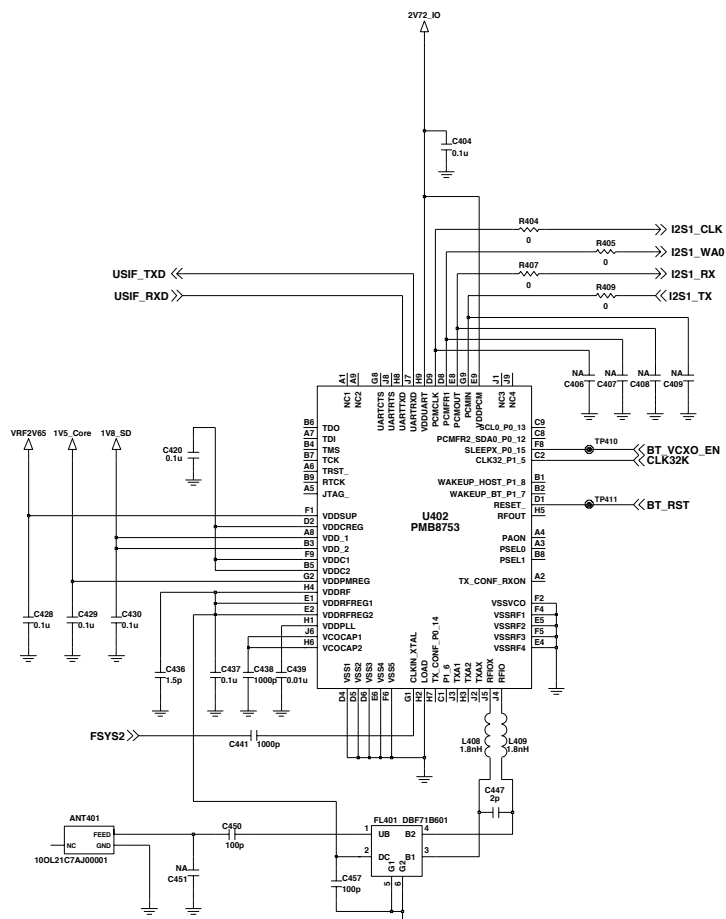 2V72_IO
C404
0.1u
R404
0
I2S1_CLK
R405
0
I2S1_WA0
R407
0
I2S1_RX
R409
0
I2S1_TX
USIF_TXD
USIF_RXD
NA
C406
NA
C407
NA
C408
NA
C409
A1
A9
G8
J8
H8
J7
H9
D9
D8
E8
G9
E9
J1
J9
NC1
NC2
UARTCTS
UARTRTS
UARTTXD
UARTRXD
VDDUART
PCMCLK
PCMFR1
PCMOUT
PCMIN
VDDPCM
NC3
NC4
VRF2V65
1V5_Core
1V8_SD
C420
0.1u
B6 TDO
A7 TDI
B4 TMS
B7 TCK
A6 TRST_
B9 RTCK
A5 JTAG_
F1 VDDSUP
D2 VDDCREG
A8 VDD_1
B3 VDD_2
F9 VDDC1
B5 VDDC2
G2 VDDPMREG
H4 VDDRF
E1 VDDRFREG1
E2 VDDRFREG2
H1 VDDPLL
J6 VCOCAP1
H6 VCOCAP2
U402
PMB8753
SCL0_P0_13 C9
PCMFR2_SDA0_P0_12 C8
SLEEPX_P0_15 F8
CLK32_P1_5 C2
WAKEUP_HOST_P1_8 B1
WAKEUP_BT_P1_7 B2
RESET_ D1
RFOUT H5
PAON A4
PSEL0 A3
PSEL1 B8
TX_CONF_RXON A2
VSSVCO F2
VSSRF1 F4
VSSRF2 E5
VSSRF3 F5
VSSRF4 E4
TP410
BT_VCXO_EN
CLK32K
TP411
BT_RST
C428
0.1u
C429
0.1u
C430
0.1u
C436
1.5p
C437
0.1u
C438
1000p
C439
0.01u
VSS1
VSS2
VSS3
VSS4
VSS5
CLKIN_XTAL
LOAD
TX_CONF_P0_14
P1_6
TXA1
TXA2
TXAX
RFIOX
RFIO
D4
D5
D6
E6
F6
G1
H2
H7
C1
J3
H3
J2
J5
J4
FSYS2
C441
1000p
L408
1.8nH
L409
1.8nH
C447
2p
ANT401
FEED
NC
GND
10OL21C7AJ00001
C450
100p
NA
C451
FL401 DBF71B601
1 UB B2 4
2 DC B1 3
G1
G2
5
6
C457
100p